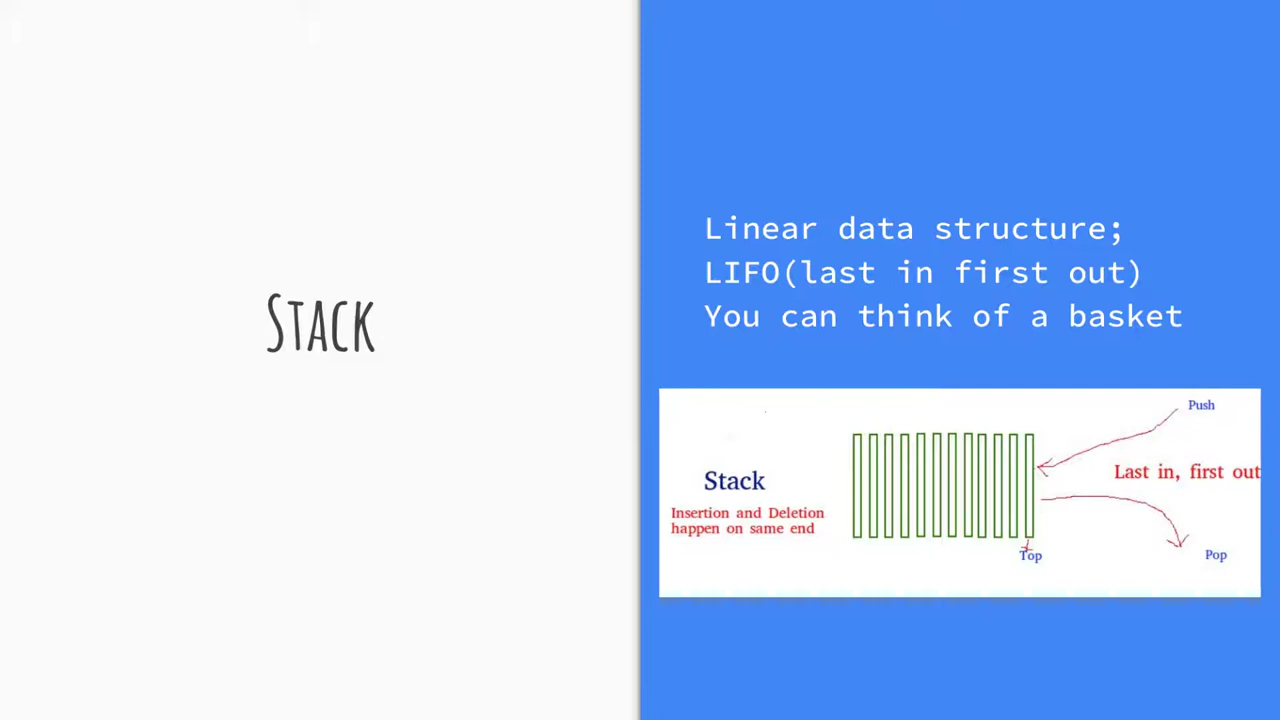 Stack
Linear data structure;
LIFO(last in first out)
You can think of a basket
Push
Last in, first out
Stack
Insertion and Deletion
happen on same end
Top
Pop